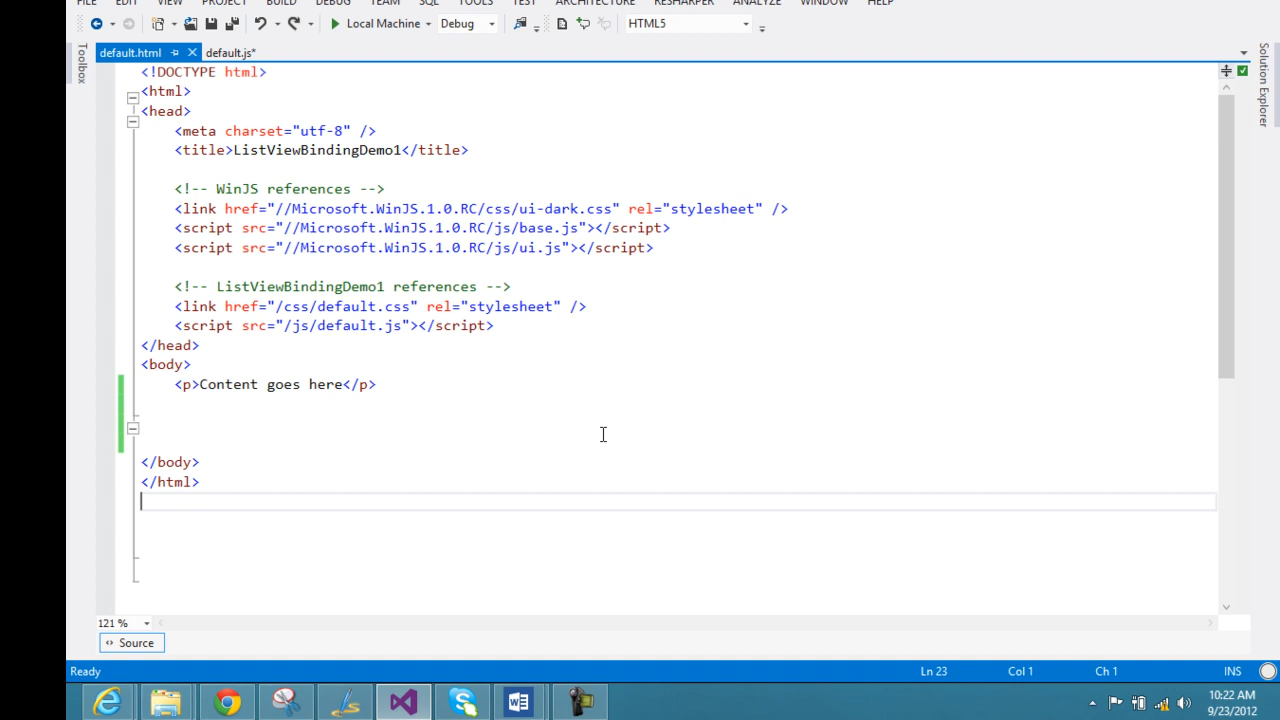 FILE EDIT VIEW PROJECT BUILD DEBUG TEAM SQL TOOLS TEST ARCHITECTURE RESHARPER ANALYZE WINDOW HELP
Local Machine Debug HTML5
default.html default.js*
Toolbox
Solution Explorer
<!DOCTYPE html>
<html>
<head>
    <meta charset="utf-8" />
    <title>ListViewBindingDemo1</title>
    <!-- WinJS references -->
    <link href="//Microsoft.WinJS.1.0.RC/css/ui-dark.css" rel="stylesheet" />
    <script src="//Microsoft.WinJS.1.0.RC/js/base.js"></script>
    <script src="//Microsoft.WinJS.1.0.RC/js/ui.js"></script>
    <!-- ListViewBindingDemo1 references -->
    <link href="/css/default.css" rel="stylesheet" />
    <script src="/js/default.js"></script>
</head>
<body>
    <p>Content goes here</p>
</body>
</html>
121 %
Source
Ready Ln 23 Col 1 Ch 1 INS
10:22 AM
9/23/2012